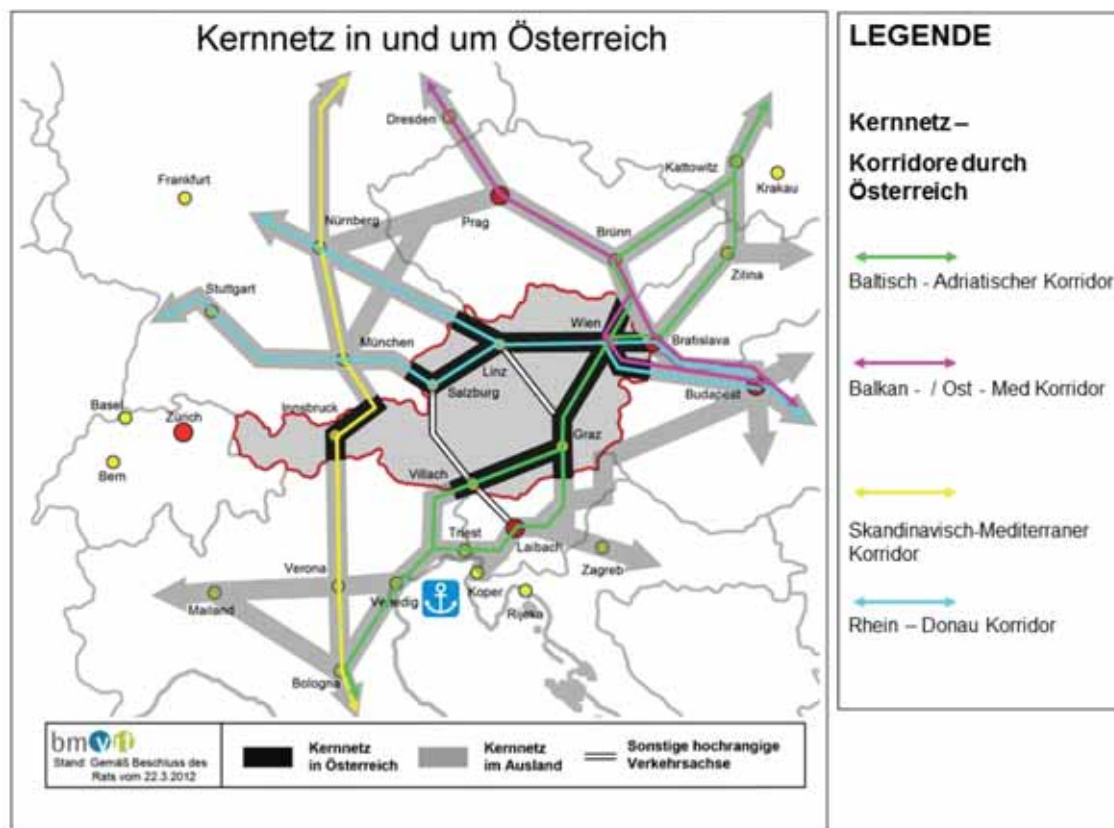 Kernnetz in und um Österreich
Dresden
Kattowitz
Krakau
Frankfurt
Nürnberg
Prag
Brünn
Zilina
Stuttgart
Wien
Bratislava
München
Linz
Salzburg
Budapest
Basel
Zürich
Innsbruck
Graz
Bern
Villach
Triest
Laibach
Zagreb
Verona
Koper
Mailand
Venedig
Rijeka
Bologna
bmvit
Stand: Gemäß Beschluss des
Rats vom 22.3.2012
Kernnetz
in Österreich
Kernnetz
im Ausland
Sonstige hochrangige
Verkehrsachse
LEGENDE
Kernnetz –
Korridore durch
Österreich
Baltisch - Adriatischer Korridor
Balkan - / Ost - Med Korridor
Skandinavisch-Mediterraner
Korridor
Rhein – Donau Korridor